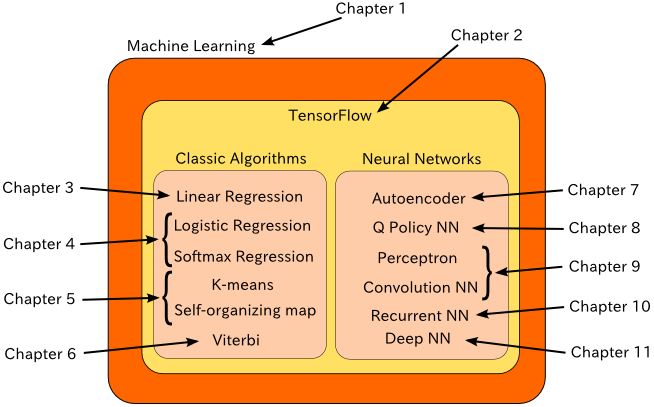 Chapter 1
Machine Learning
Chapter 2
TensorFlow
Classic Algorithms
Neural Networks
Chapter 3
Linear Regression
Chapter 4
Logistic Regression
Softmax Regression
Chapter 5
K-means
Self-organizing map
Chapter 6
Viterbi
Autoencoder
Chapter 7
Q Policy NN
Chapter 8
Perceptron
Convolution NN
Chapter 9
Recurrent NN
Chapter 10
Deep NN
Chapter 11